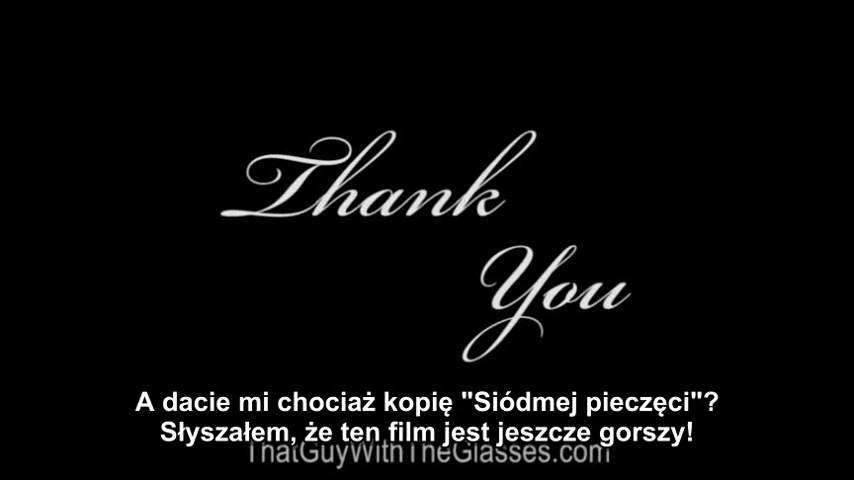 Thank
You
A dacie mi chociaż kopię "Siódmej pieczęci"?
Słyszałem, że ten film jest jeszcze gorszy!
ThatGuyWithTheGlasses.com